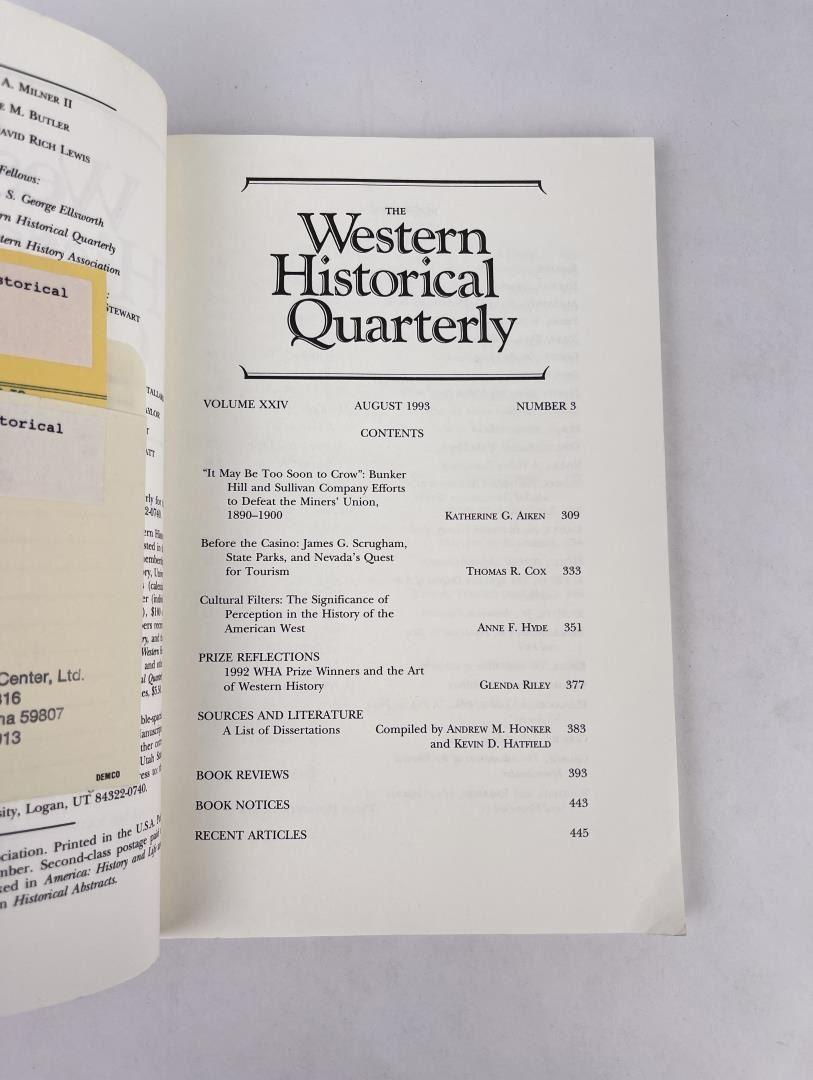 A. MILNER II
E M. BUTLER
AVID RICH LEWIS
Fellows:
S. GEORGE ELLSWORTH
rn Historical Quarterly
tern History Association
storical
STEWART
torical
Center, Ltd.
816
na 59807
913
DEMCO
sity, Logan, UT 84322-0740.
ciation. Printed in the U.S.A.
mber. Second-class postage paid
ked in America: History and Life
n Historical Abstracts.
THE
Western
Historical
Quarterly
VOLUME XXIV AUGUST 1993 NUMBER 3
CONTENTS
“It May Be Too Soon to Crow”: Bunker
Hill and Sullivan Company Efforts
to Defeat the Miners’ Union,
1890–1900 KATHERINE G. AIKEN 309
Before the Casino: James G. Scrugham,
State Parks, and Nevada’s Quest
for Tourism THOMAS R. COX 333
Cultural Filters: The Significance of
Perception in the History of the
American West ANNE F. HYDE 351
PRIZE REFLECTIONS
1992 WHA Prize Winners and the Art
of Western History GLENDA RILEY 377
SOURCES AND LITERATURE
A List of Dissertations Compiled by ANDREW M. HONKER 383
and KEVIN D. HATFIELD
BOOK REVIEWS 393
BOOK NOTICES 443
RECENT ARTICLES 445